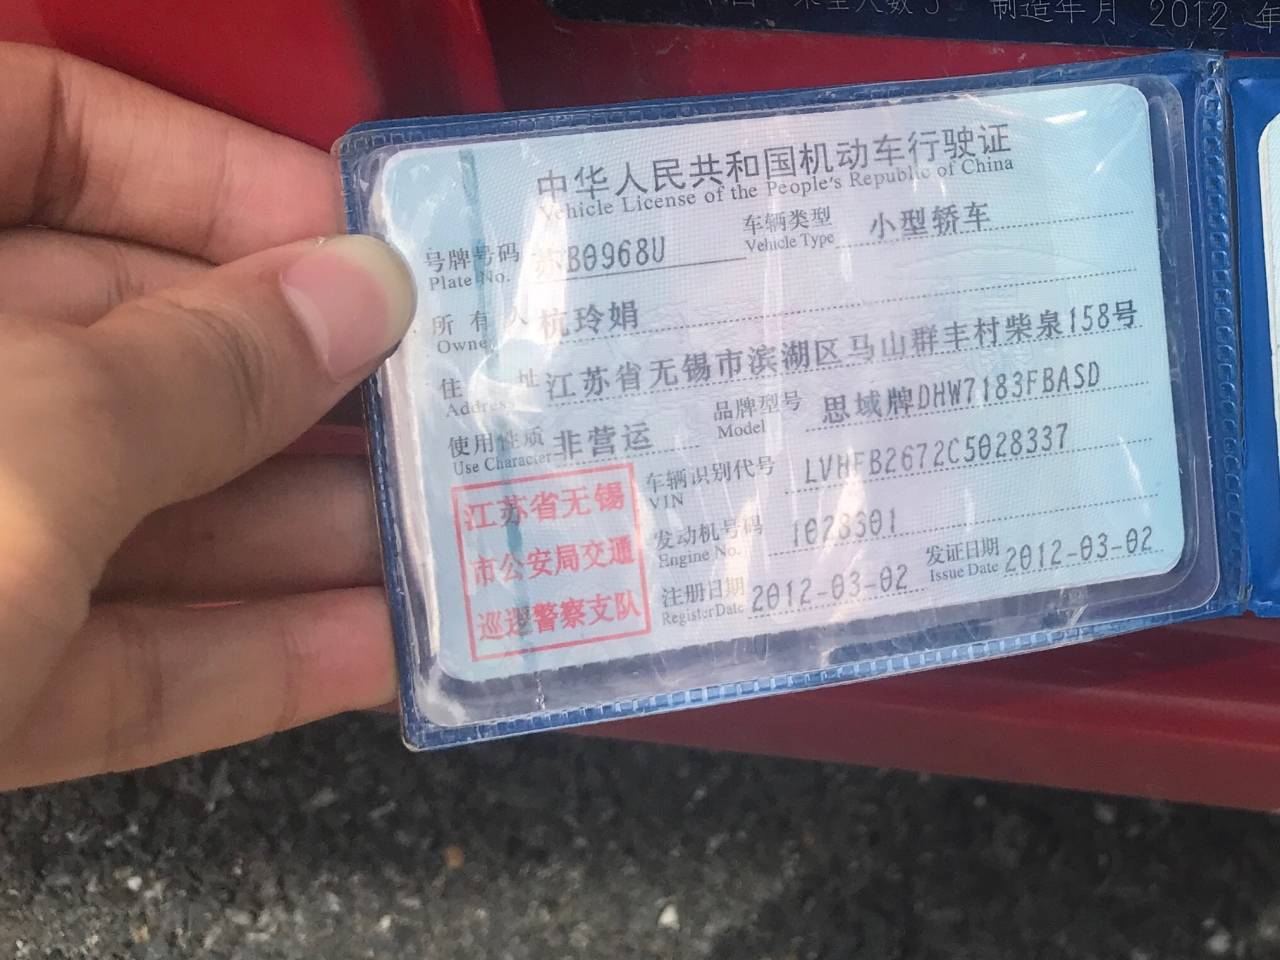 制造年月 2012 年
中华人民共和国机动车行驶证
Vehicle License of the People's Republic of China
号牌号码 苏B0968U 车辆类型 小型轿车
Plate No. Vehicle Type
所有人 杭玲娟
Owne
住址 江苏省无锡市滨湖区马山群丰村柴泉158号
Address
使用性质 非营运 品牌型号 思域牌DHW7183FBASD
Use Character Model
车辆识别代号 LVHFB2672C5028337
VIN
发动机号码 1028301
Engine No.
注册日期 2012-03-02 发证日期 2012-03-02
Register Date Issue Date
江苏省无锡
市公安局交通
巡逻警察支队